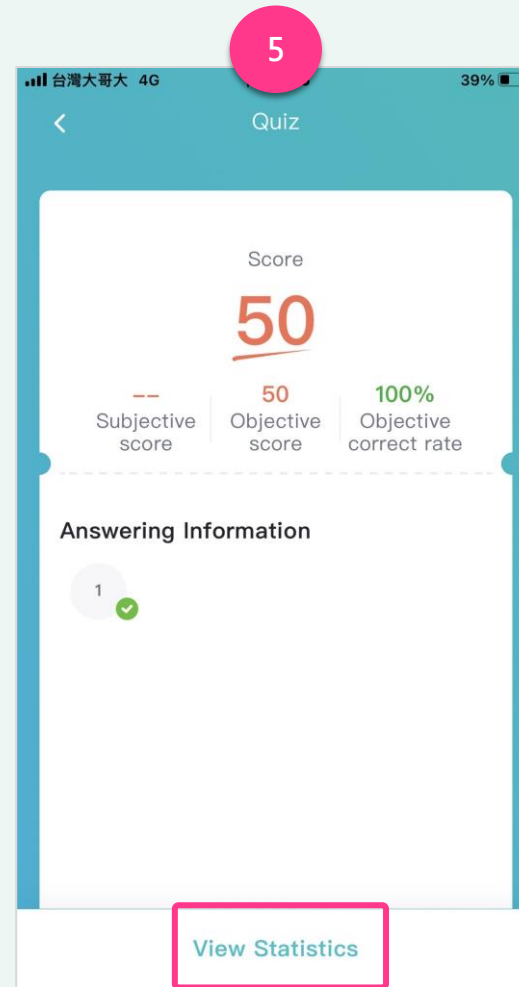 5
台灣大哥大 4G
39%
Quiz
Score
50
-- 50 100%
Subjective score
Objective score
Objective correct rate
Answering Information
1
View Statistics